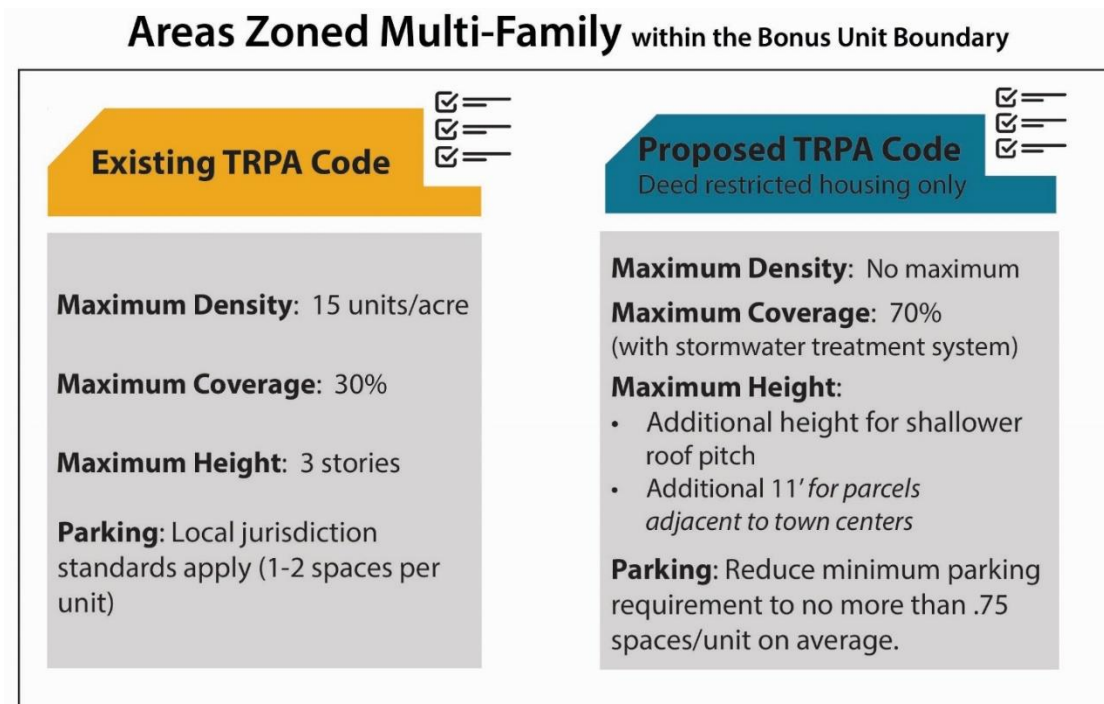 Areas Zoned Multi-Family within the Bonus Unit Boundary
Existing TRPA Code
Maximum Density: 15 units/acre
Maximum Coverage: 30%
Maximum Height: 3 stories
Parking: Local jurisdiction
standards apply (1-2 spaces per
unit)
Proposed TRPA Code
Deed restricted housing only
Maximum Density: No maximum
Maximum Coverage: 70%
(with stormwater treatment system)
Maximum Height:
• Additional height for shallower
roof pitch
• Additional 11' for parcels
adjacent to town centers
Parking: Reduce minimum parking
requirement to no more than .75
spaces/unit on average.